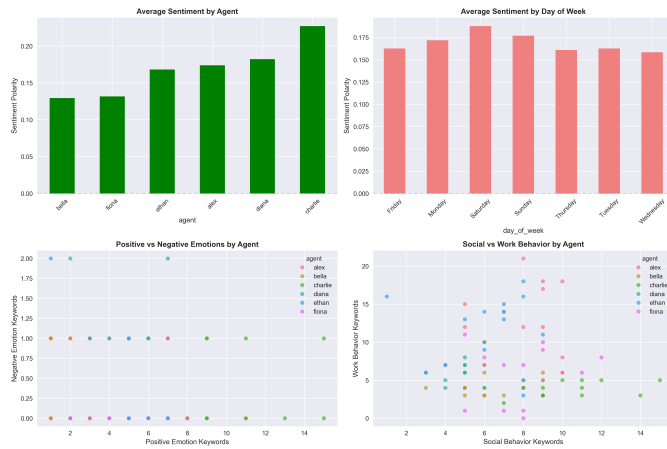 Average Sentiment by Agent
Sentiment Polarity
0.20
0.15
0.10
0.05
0.00
bella
fiona
ethan
alex
diana
charlie
agent
Average Sentiment by Day of Week
Sentiment Polarity
0.175
0.150
0.125
0.100
0.075
0.050
0.025
0.000
Friday
Monday
Saturday
Sunday
Thursday
Tuesday
Wednesday
day_of_week
Positive vs Negative Emotions by Agent
Negative Emotion Keywords
2.00
1.75
1.50
1.25
1.00
0.75
0.50
0.25
0.00
agent
alex
bella
charlie
diana
ethan
fiona
2 4 6 8 10 12 14
Positive Emotion Keywords
Social vs Work Behavior by Agent
Work Behavior Keywords
20
15
10
5
0
agent
alex
bella
charlie
diana
ethan
fiona
2 4 6 8 10 12 14
Social Behavior Keywords